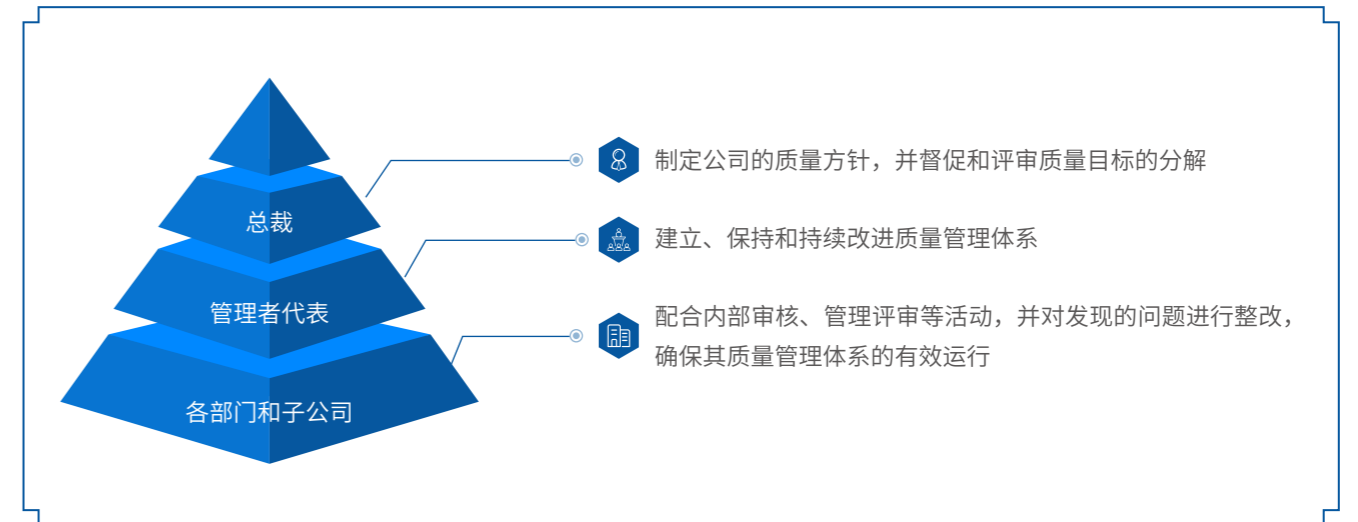 总裁
制定公司的质量方针，并督促和评审质量目标的分解
管理者代表
建立、保持和持续改进质量管理体系
各部门和子公司
配合内部审核、管理评审等活动，并对发现的问题进行整改，
确保其质量管理体系的有效运行